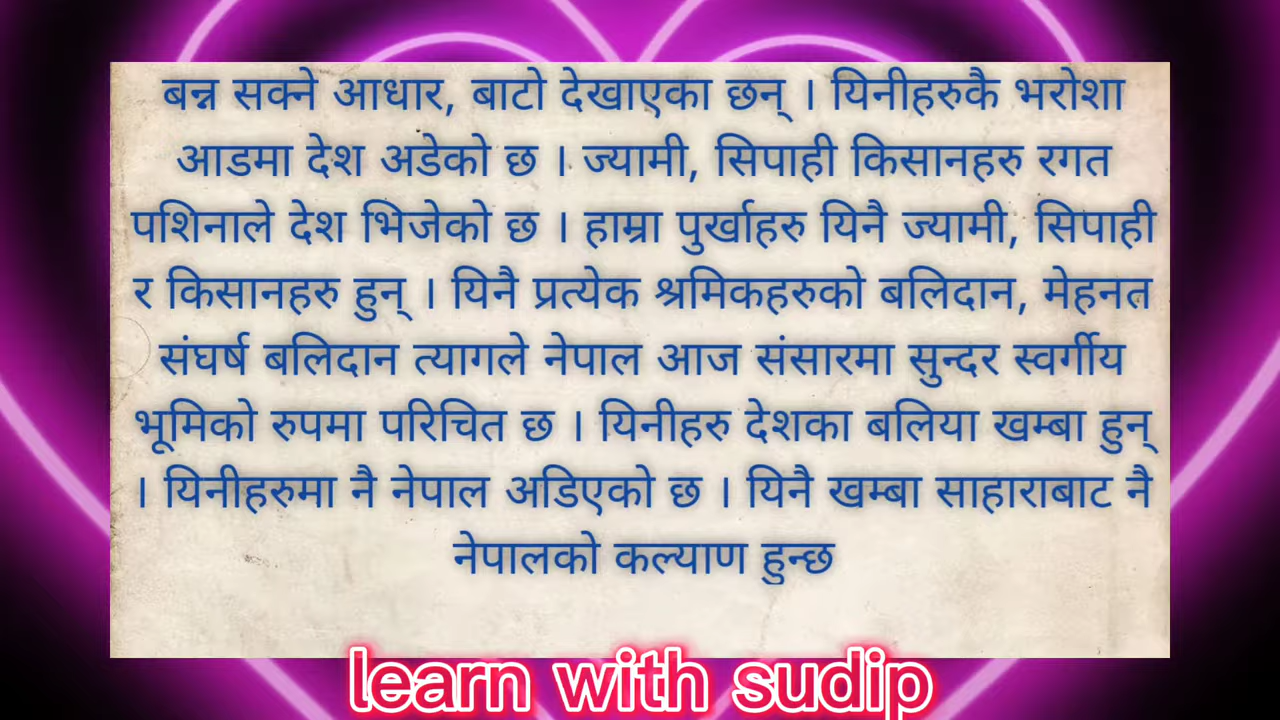 बन्न सक्ने आधार, बाटो देखाएका छन् । यिनीहरुकै भरोशा
आडमा देश अडेको छ । ज्यामी, सिपाही किसानहरु रगत
पशिनाले देश भिजेको छ । हाम्रा पुर्खाहरु यिनै ज्यामी, सिपाही
र किसानहरु हुन् । यिनै प्रत्येक श्रमिकहरुको बलिदान, मेहनत
संघर्ष बलिदान त्यागले नेपाल आज संसारमा सुन्दर स्वर्गीय
भूमिको रुपमा परिचित छ । यिनीहरु देशका बलिया खम्बा हुन्
। यिनीहरुमा नै नेपाल अडिएको छ । यिनै खम्बा साहाराबाट नै
नेपालको कल्याण हुन्छ
learn with sudip